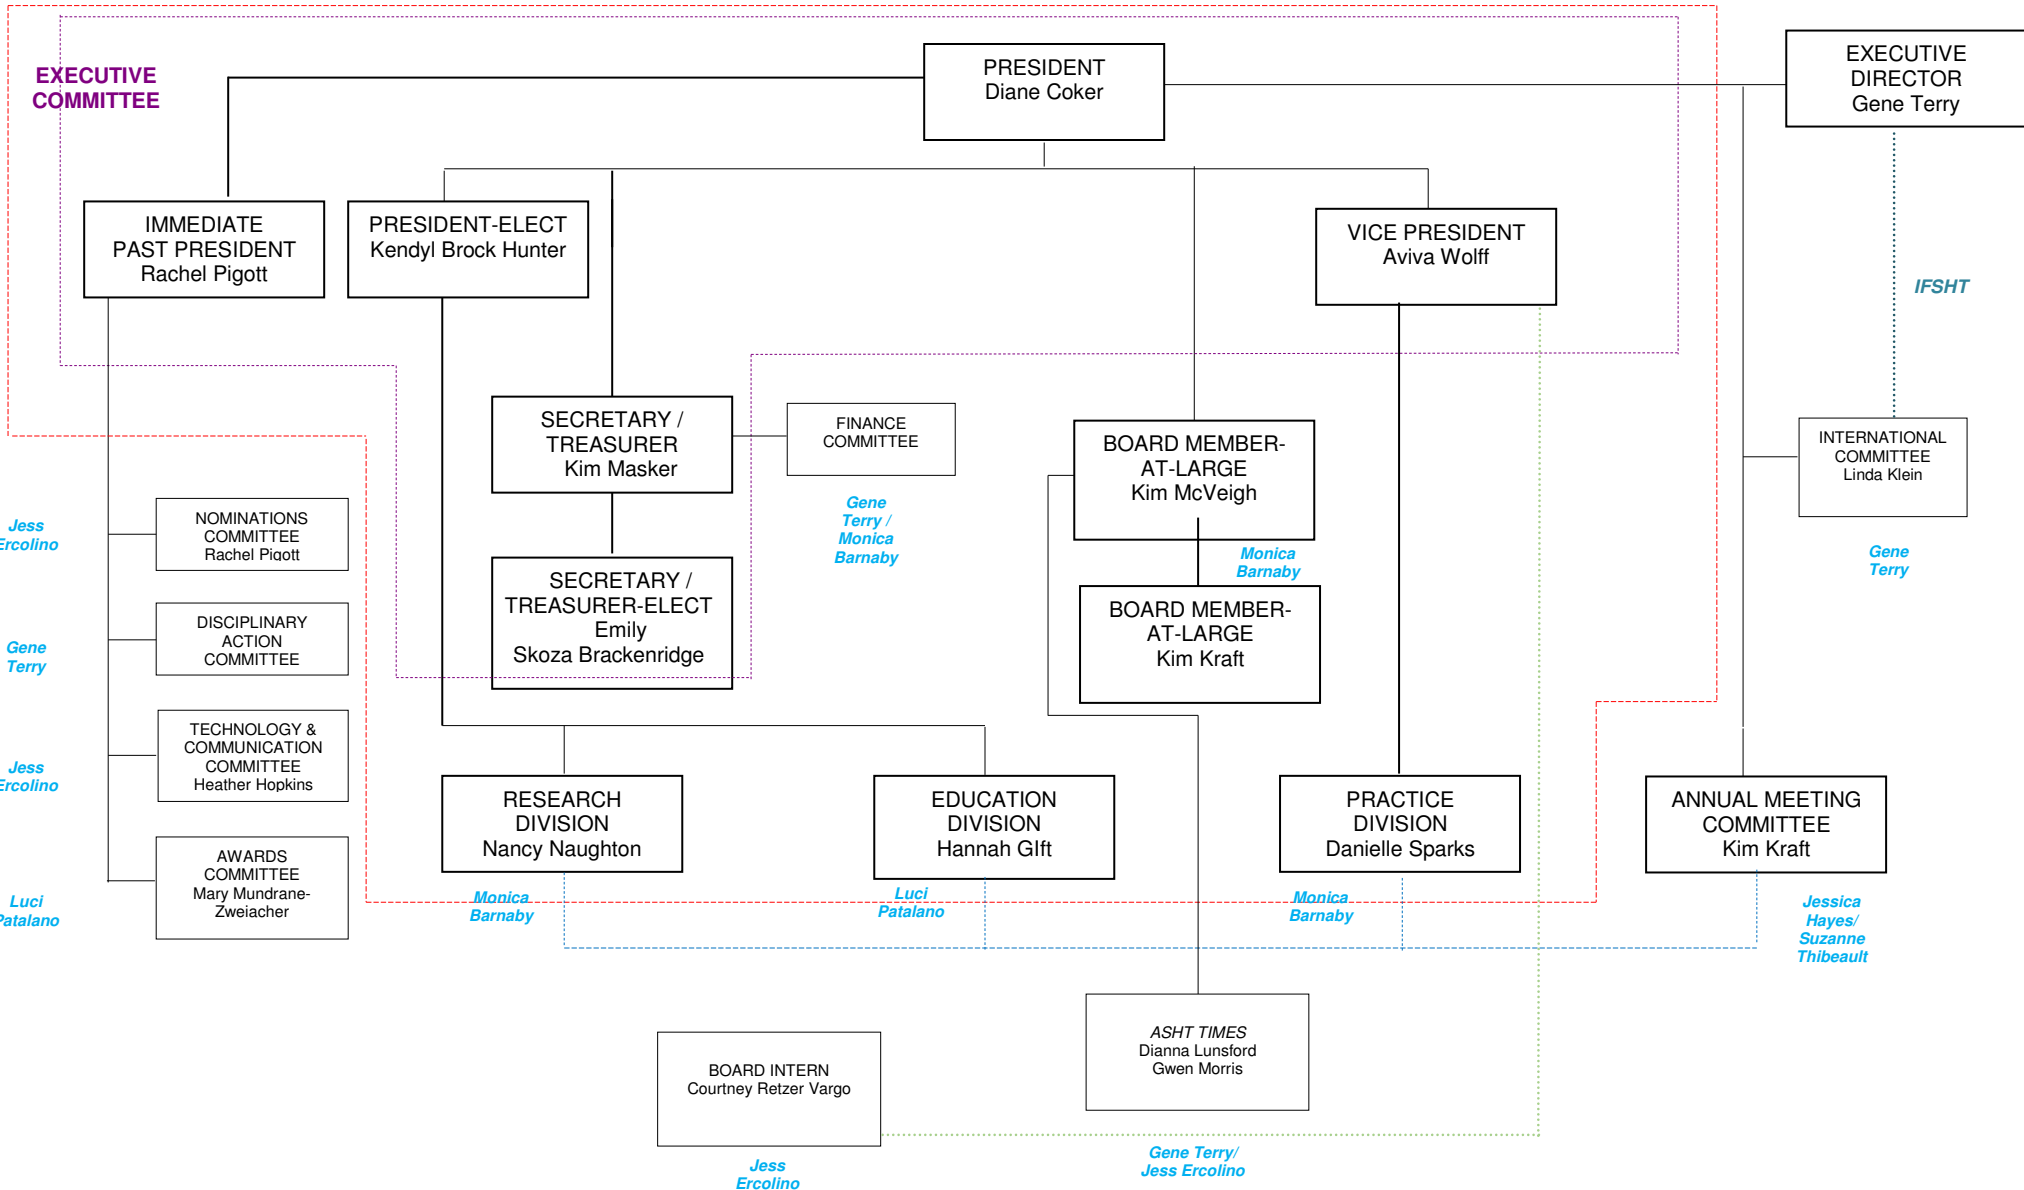 EXECUTIVE
COMMITTEE
PRESIDENT
Diane Coker
EXECUTIVE
DIRECTOR
Gene Terry
IMMEDIATE
PAST PRESIDENT
Rachel Pigott
PRESIDENT-ELECT
Kendyl Brock Hunter
VICE PRESIDENT
Aviva Wolff
IFSHT
SECRETARY /
TREASURER
Kim Masker
FINANCE
COMMITTEE
Gene
Terry /
Monica
Barnaby
BOARD MEMBER-
AT-LARGE
Kim McVeigh
Monica
Barnaby
INTERNATIONAL
COMMITTEE
Linda Klein
Gene
Terry
Jess
Ercolino
NOMINATIONS
COMMITTEE
Rachel Pigott
SECRETARY /
TREASURER-ELECT
Emily
Skoza Brackenridge
BOARD MEMBER-
AT-LARGE
Kim Kraft
Gene
Terry
DISCIPLINARY
ACTION
COMMITTEE
Jess
Ercolino
TECHNOLOGY &
COMMUNICATION
COMMITTEE
Heather Hopkins
RESEARCH
DIVISION
Nancy Naughton
Monica
Barnaby
EDUCATION
DIVISION
Hannah GIft
Luci
Patalano
PRACTICE
DIVISION
Danielle Sparks
Monica
Barnaby
ANNUAL MEETING
COMMITTEE
Kim Kraft
Jessica
Hayes/
Suzanne
Thibeault
Luci
Patalano
AWARDS
COMMITTEE
Mary Mundrane-
Zweiacher
BOARD INTERN
Courtney Retzer Vargo
Jess
Ercolino
ASHT TIMES
Dianna Lunsford
Gwen Morris
Gene Terry/
Jess Ercolino